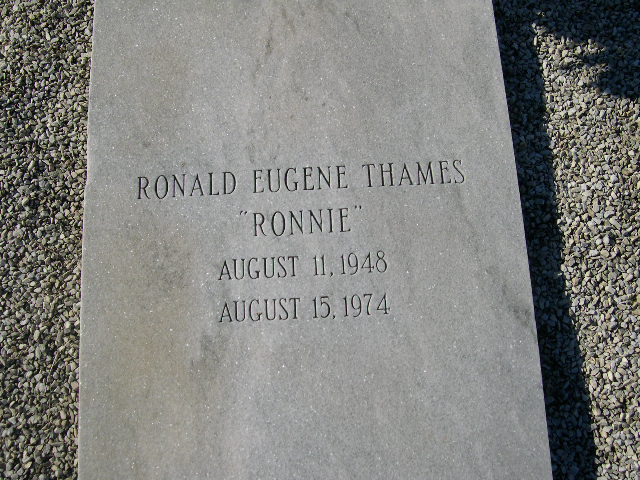 RONALD EUGENE THAMES
"RONNIE"
AUGUST 11, 1948
AUGUST 15, 1974